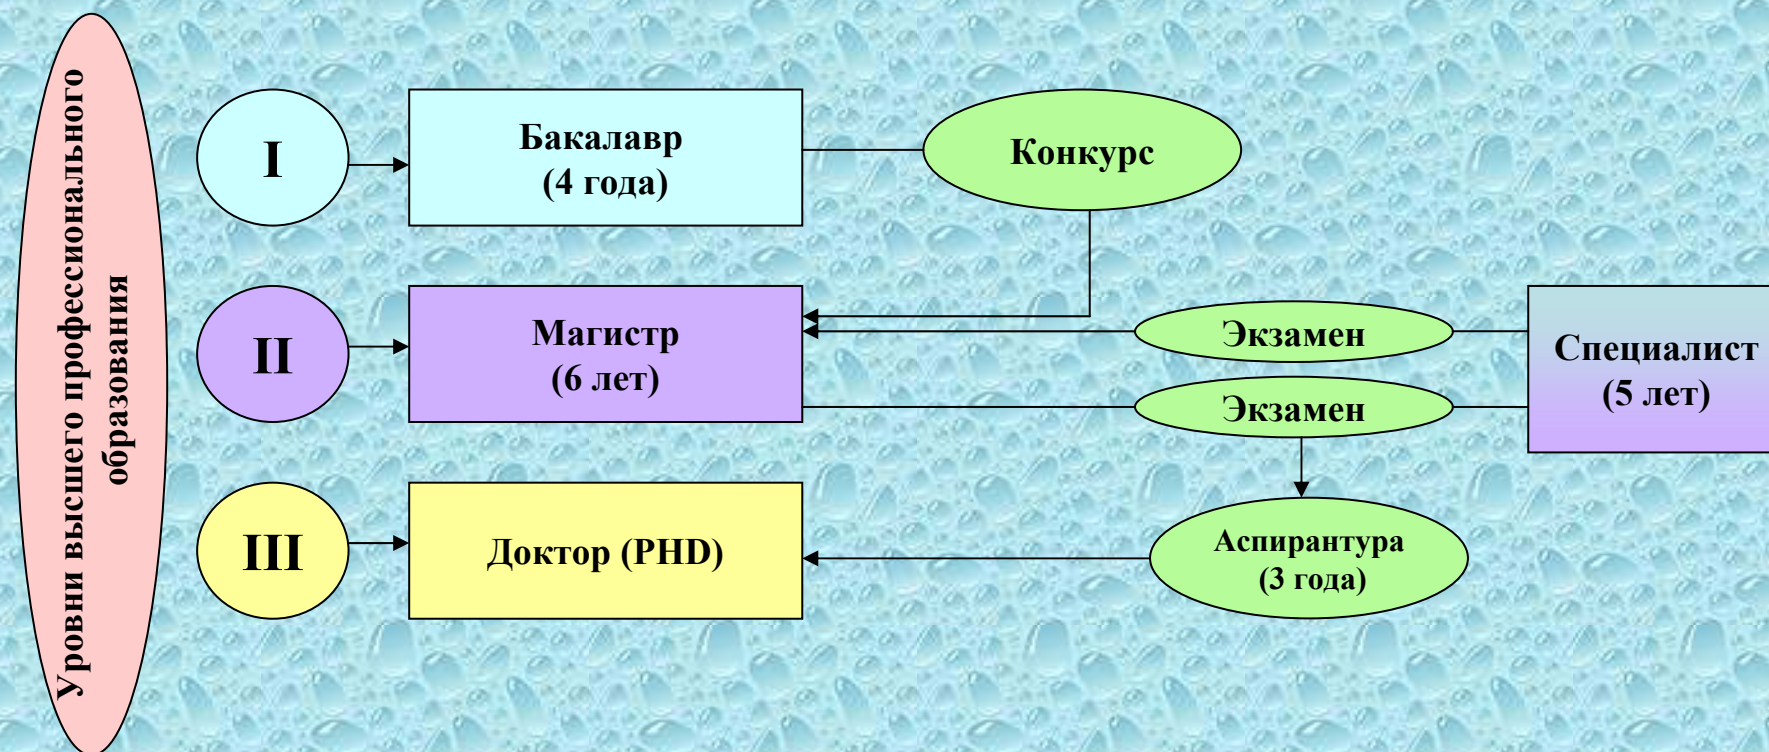 Уровни высшего профессионального
образования
I
Бакалавр
(4 года)
Конкурс
II
Магистр
(6 лет)
Экзамен
Экзамен
Специалист
(5 лет)
III
Доктор (PHD)
Аспирантура
(3 года)